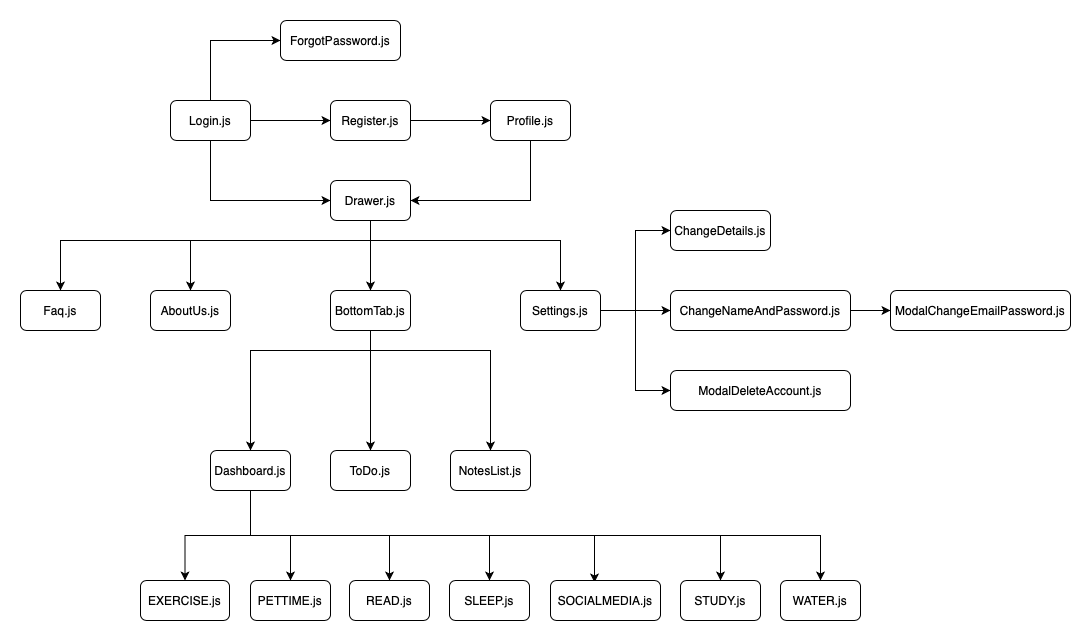 ForgotPassword.js
Login.js
Register.js
Profile.js
Drawer.js
ChangeDetails.js
Faq.js
AboutUs.js
BottomTab.js
Settings.js
ChangeNameAndPassword.js
ModalChangeEmailPassword.js
ModalDeleteAccount.js
Dashboard.js
ToDo.js
NotesList.js
EXERCISE.js
PETTIME.js
READ.js
SLEEP.js
SOCIALMEDIA.js
STUDY.js
WATER.js